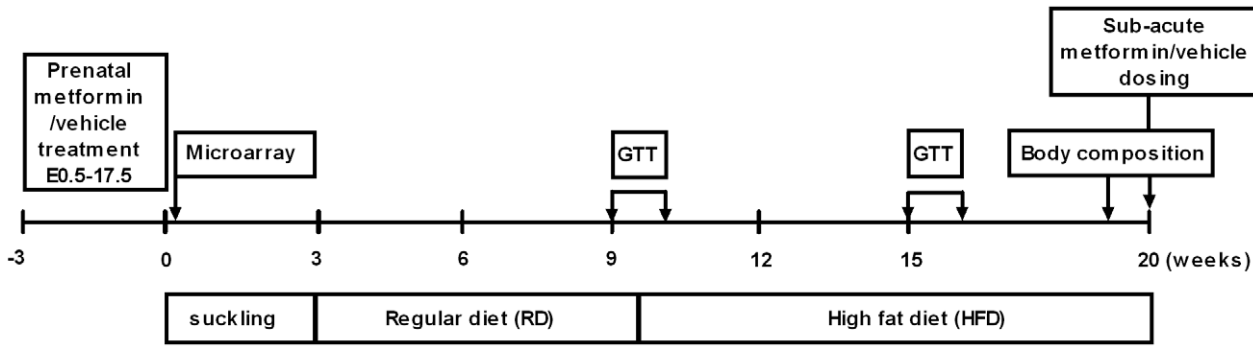 Prenatal
metformin
/vehicle
treatment
E0.5-17.5
Microarray
GTT
GTT
Sub-acute
metformin/vehicle
dosing
Body composition
-3 0 3 6 9 12 15 20 (weeks)
suckling
Regular diet (RD)
High fat diet (HFD)